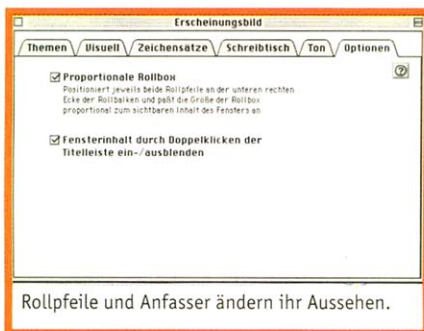 Erscheinungsbild
Themen Visuell Zeichensätze Schreibtisch Ton Optionen
Proportionale Rollbox
Positioniert jeweils beide Rollpfeile an der unteren rechten
Ecke der Rollbalken und paßt die Größe der Rollbox
proportional zum sichtbaren Inhalt des Fensters an
Fensterinhalt durch Doppelklicken der
Titelleiste ein-/ausblenden
Rollpfeile und Anfasser ändern ihr Aussehen.